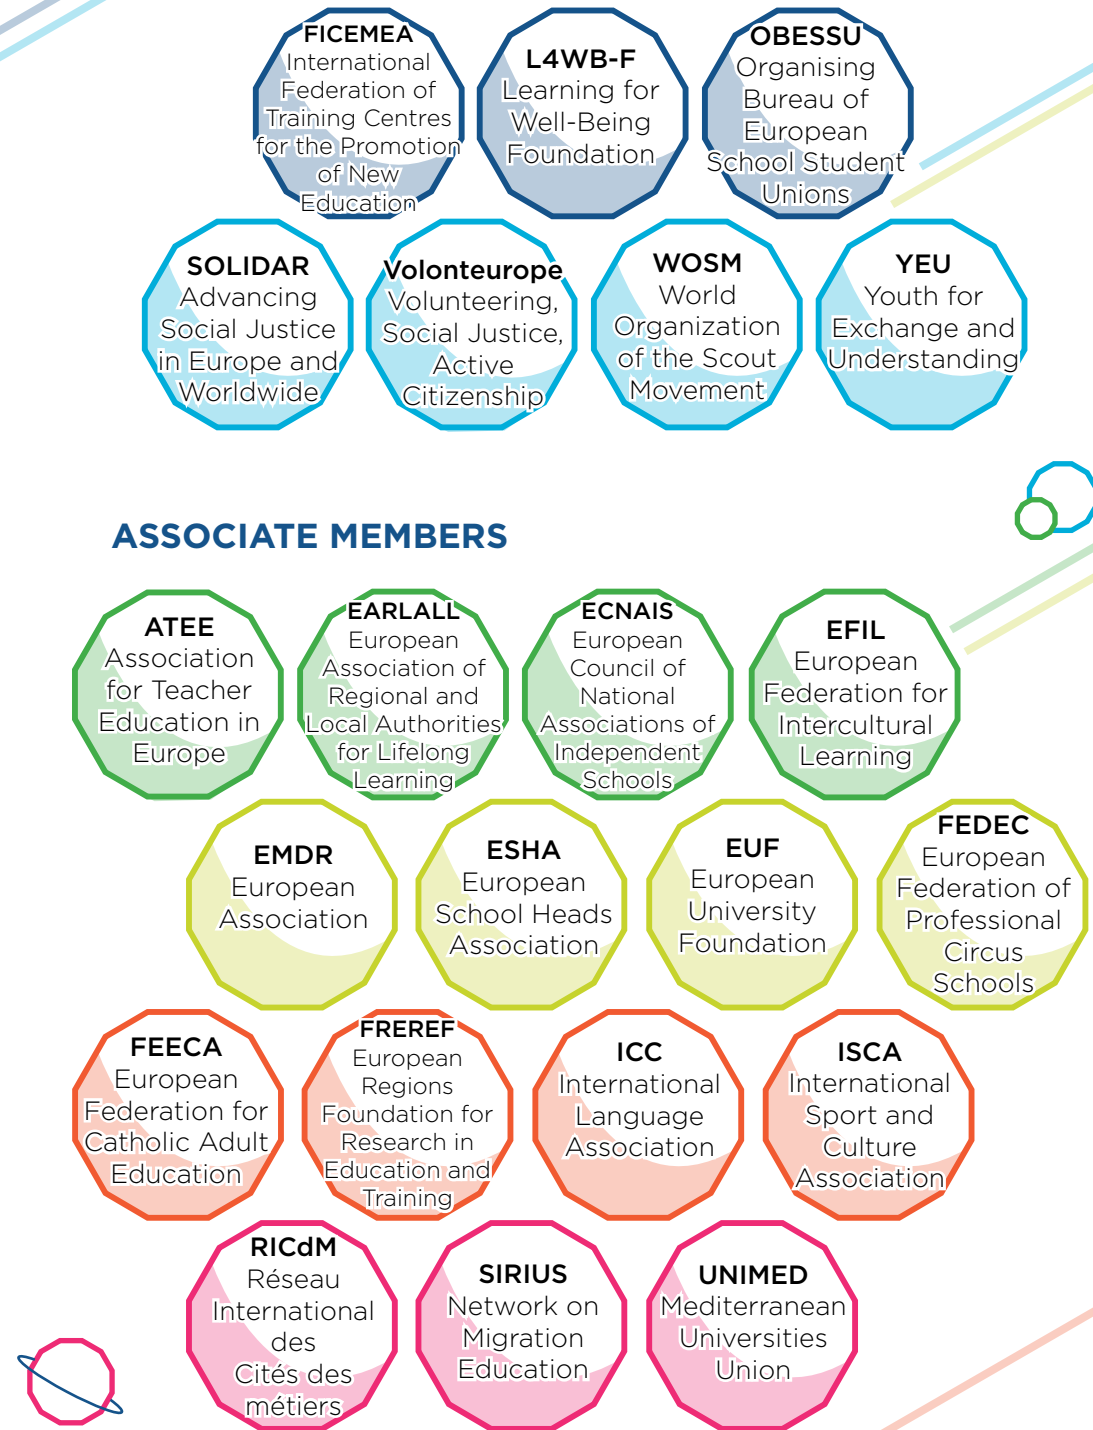 FICEMEA
International
Federation of
Training Centres
for the Promotion
of New
Education
L4WB-F
Learning for
Well-Being
Foundation
OBESSU
Organising
Bureau of
European
School Student
Unions
SOLIDAR
Advancing
Social Justice
in Europe and
Worldwide
Volonteurope
Volunteering,
Social Justice,
Active
Citizenship
WOSM
World
Organization
of the Scout
Movement
YEU
Youth for
Exchange and
Understanding
ASSOCIATE MEMBERS
ATEE
Association
for Teacher
Education in
Europe
EARLALL
European
Association of
Regional and
Local Authorities
for Lifelong
Learning
ECNAIS
European
Council of
National
Associations of
Independent
Schools
EFIL
European
Federation for
Intercultural
Learning
EMDR
European
Association
ESHA
European
School Heads
Association
EUF
European
University
Foundation
FEDEC
European
Federation of
Professional
Circus
Schools
FEECA
European
Federation for
Catholic Adult
Education
FREREF
European
Regions
Foundation for
Research in
Education and
Training
ICC
International
Language
Association
ISCA
International
Sport and
Culture
Association
RICdM
Réseau
International
des
Cités des
métiers
SIRIUS
Network on
Migration
Education
UNIMED
Mediterranean
Universities
Union